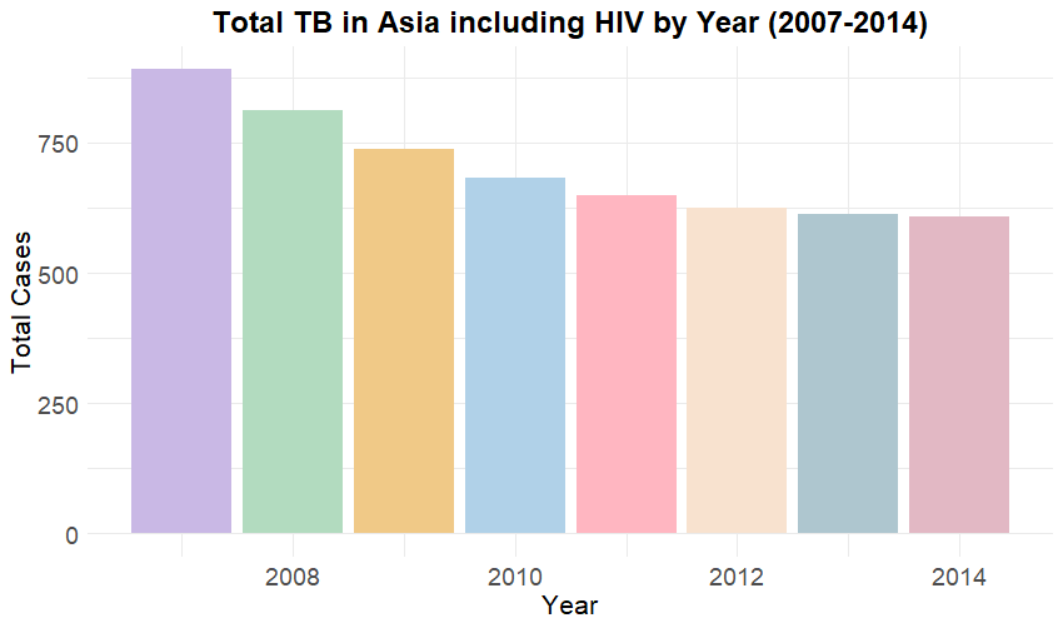 Total TB in Asia including HIV by Year (2007-2014)
Total Cases
750
500
250
0
2008 2010 2012 2014
Year